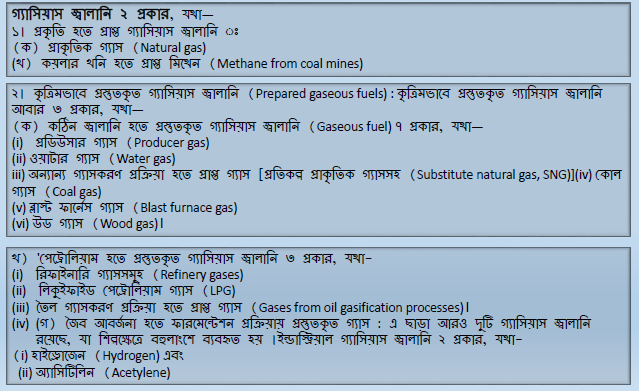 গ্যাসিয়াস জ্বালানি ২ প্রকার, যথা—
১। প্রকৃতি হতে প্রাপ্ত গ্যাসিয়াস জ্বালানি ঃ
(ক) প্রাকৃতিক গ্যাস (Natural gas)
(খ) কয়লার খনি হতে প্রাপ্ত মিথেন (Methane from coal mines)
২। কৃত্রিমভাবে প্রস্তুতকৃত গ্যাসিয়াস জ্বালানি (Prepared gaseous fuels) : কৃত্রিমভাবে প্রস্তুতকৃত গ্যাসিয়াস জ্বালানি
আবার ৩ প্রকার, যথা—
(ক) কঠিন জ্বালানি হতে প্রস্তুতকৃত গ্যাসিয়াস জ্বালানি (Gaseous fuel) ৭ প্রকার, যথা—
(i) প্রডিউসার গ্যাস (Producer gas)
(ii) ওয়াটার গ্যাস (Water gas)
iii) অন্যান্য গ্যাসকরণ প্রক্রিয়া হতে প্রাপ্ত গ্যাস [প্রতিকল্প প্রাকৃতিক গ্যাসসহ (Substitute natural gas, SNG)](iv) কোল
গ্যাস (Coal gas)
(v) ব্লাস্ট ফার্নেস গ্যাস (Blast furnace gas)
(vi) উড গ্যাস (Wood gas)।
খ) 'পেট্রোলিয়াম হতে প্রস্তুতকৃত গ্যাসিয়াস জ্বালানি ৩ প্রকার, যথা–
(i) রিফাইনারি গ্যাসসমূহ (Refinery gases)
(ii) লিকুইফাইড পেট্রোলিয়াম গ্যাস (LPG)
(iii) তৈল গ্যাসকরণ প্রক্রিয়া হতে প্রাপ্ত গ্যাস (Gases from oil gasification processes)।
(iv) (গ) জৈব আবর্জনা হতে ফারমেন্টেশন প্রক্রিয়ায় প্রস্তুতকৃত গ্যাস : এ ছাড়া আরও দুটি গ্যাসিয়াস জ্বালানি
রয়েছে, যা শিল্পক্ষেত্রে বহুলাংশে ব্যবহৃত হয় ।ইন্ডাস্ট্রিয়াল গ্যাসিয়াস জ্বালানি ২ প্রকার, যথা–
(i) হাইড্রোজেন (Hydrogen) এবং
(ii) অ্যাসিটিলিন (Acetylene)